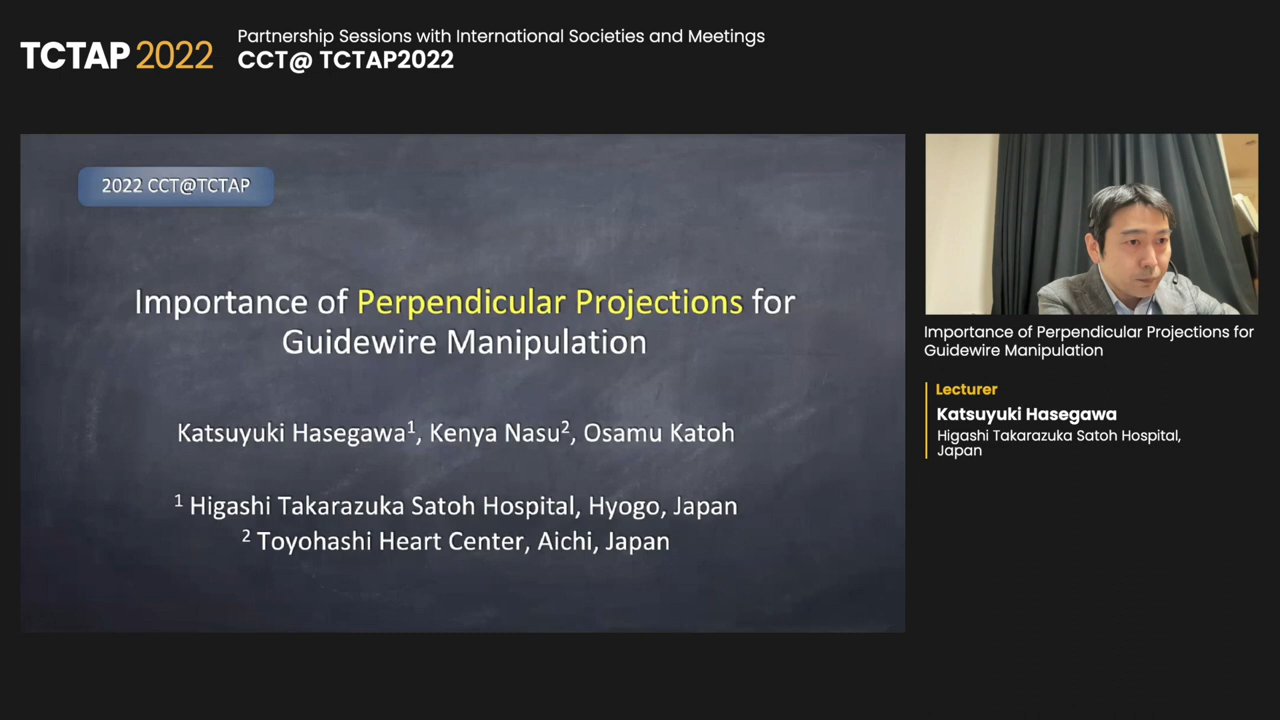 TCTAP 2022
Partnership Sessions with International Societies and Meetings
CCT@ TCTAP2022
2022 CCT@TCTAP
Importance of Perpendicular Projections for
Guidewire Manipulation
Katsuyuki Hasegawa¹, Kenya Nasu², Osamu Katoh
¹ Higashi Takarazuka Satoh Hospital, Hyogo, Japan
² Toyohashi Heart Center, Aichi, Japan
Importance of Perpendicular Projections for
Guidewire Manipulation
Lecturer
Katsuyuki Hasegawa
Higashi Takarazuka Satoh Hospital,
Japan